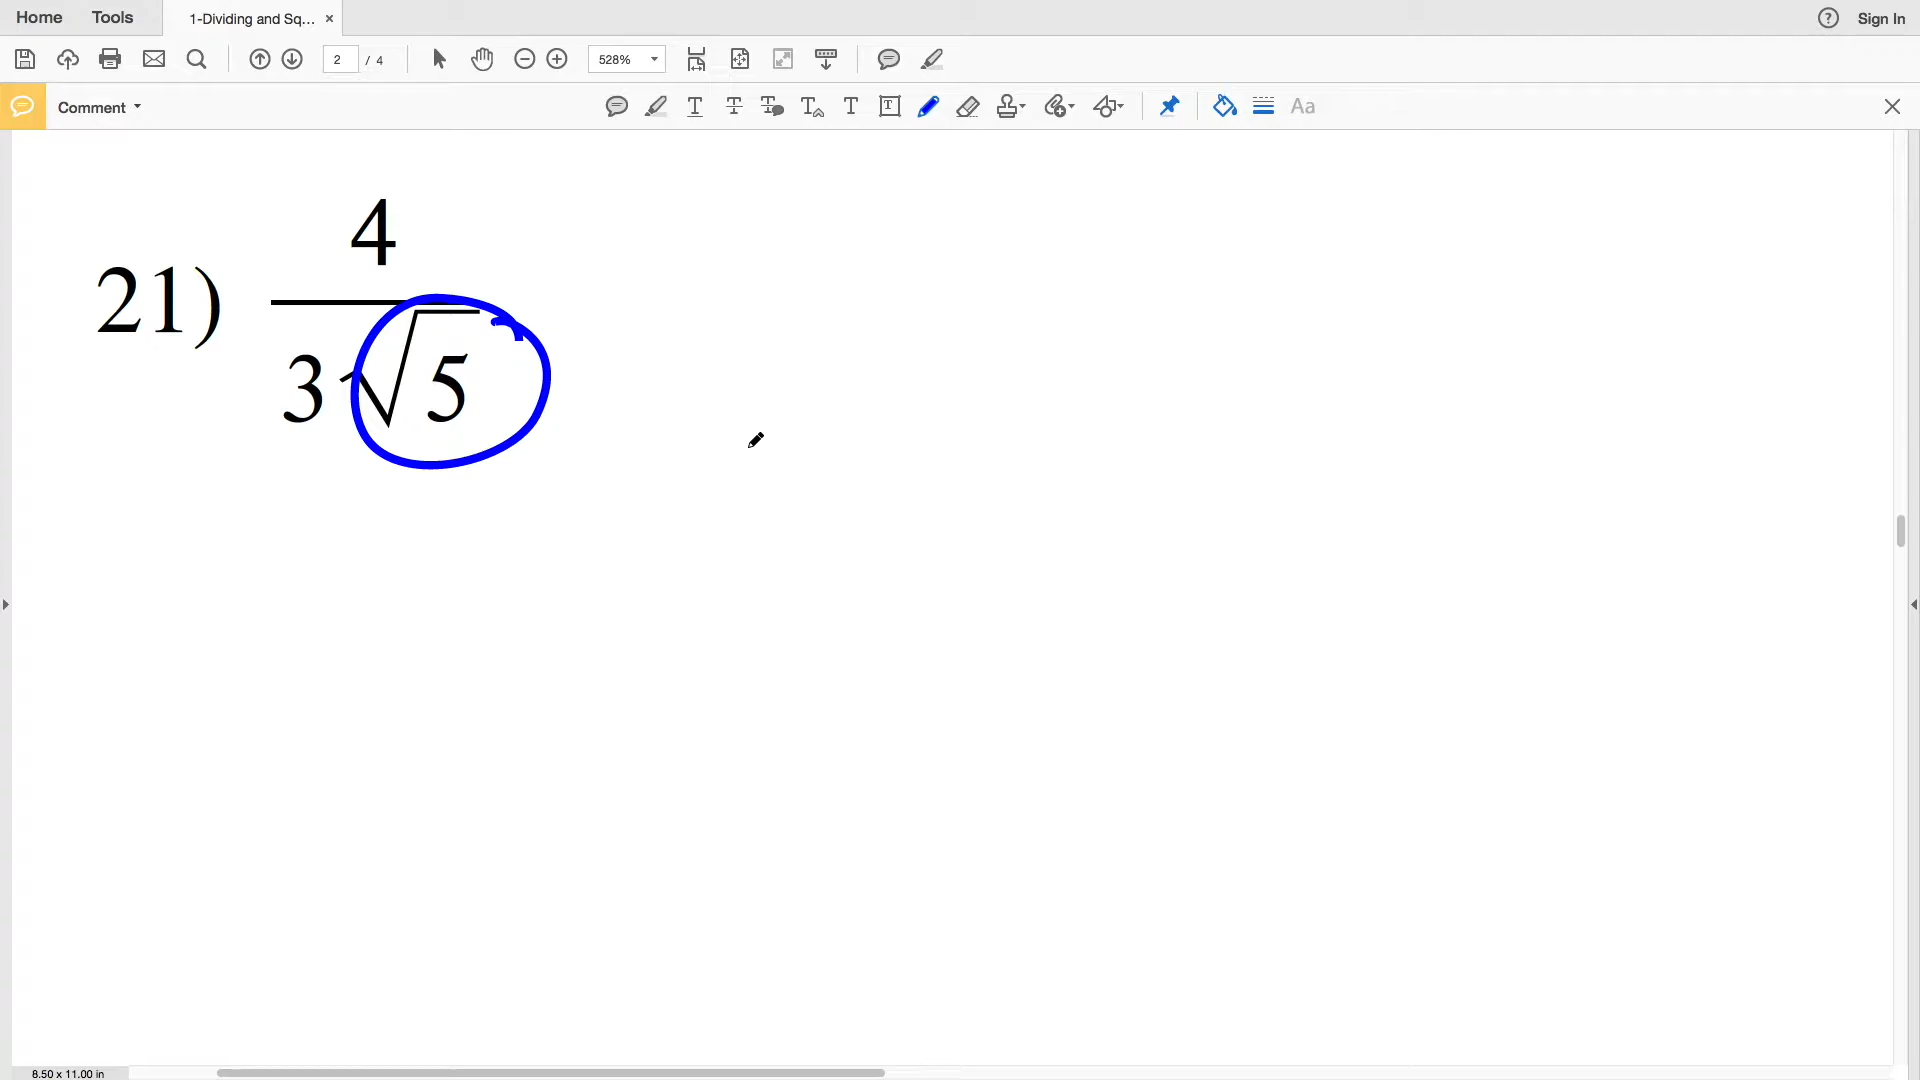 Home Tools 1-Dividing and Sq... × ? Sign In
2 / 4 528%
Comment T T T T T T Aa
21) 4
3√5
8.50 x 11.00 in